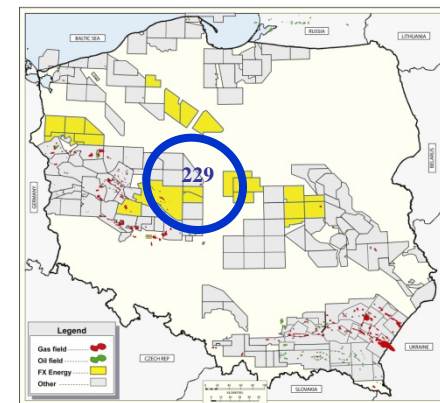 BALTIC SEA
RUSSIA
LITHUANIA
BELARUS
229
GERMANY
Legend
Gas field
Oil field
FX Energy
Other
CZECH REP
UKRAINE
SLOVAKIA